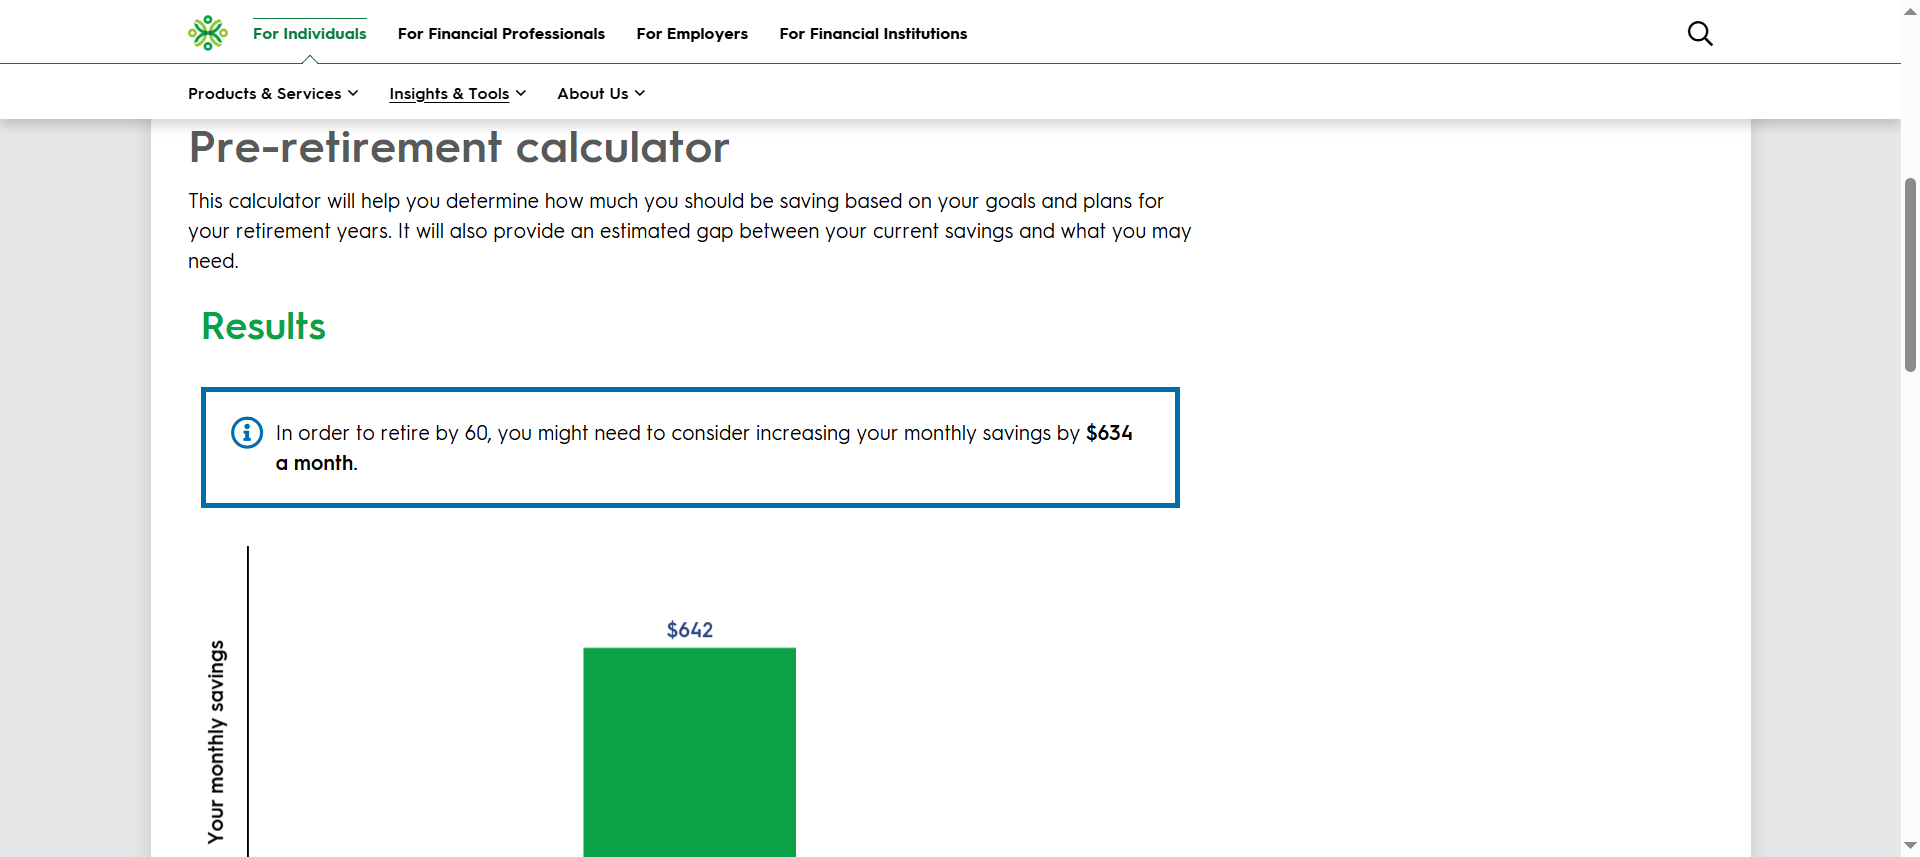 For Individuals For Financial Professionals For Employers For Financial Institutions
Products & Services Insights & Tools About Us
Pre-retirement calculator
This calculator will help you determine how much you should be saving based on your goals and plans for
your retirement years. It will also provide an estimated gap between your current savings and what you may
need.
Results
In order to retire by 60, you might need to consider increasing your monthly savings by $634
a month.
$642
Your monthly savings